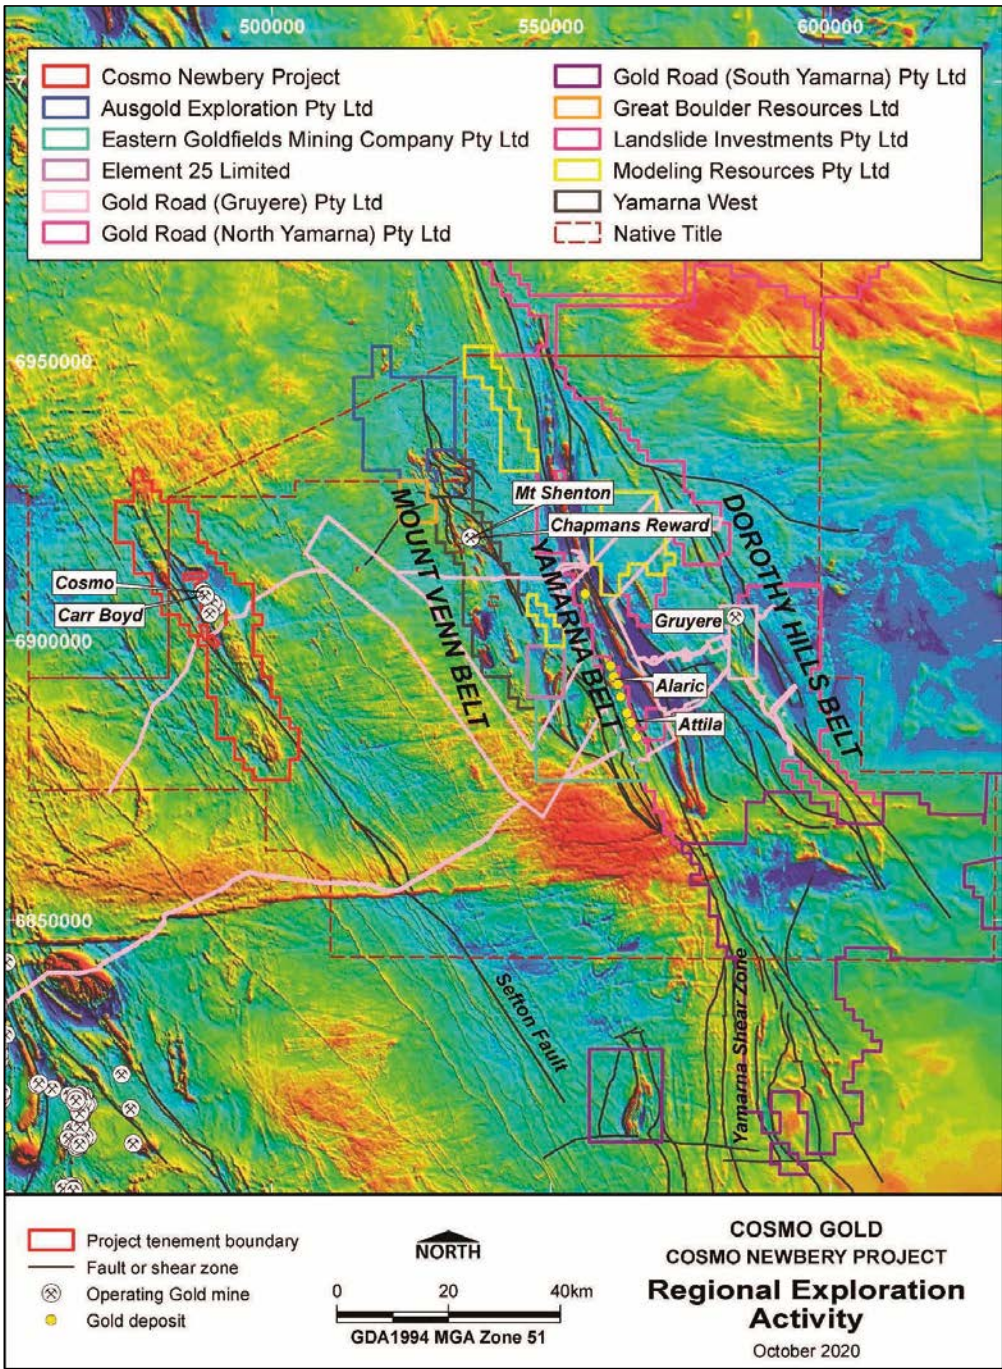 500000
550000
600000
Cosmo Newbery Project
Ausgold Exploration Pty Ltd
Eastern Goldfields Mining Company Pty Ltd
Element 25 Limited
Gold Road (Gruyere) Pty Ltd
Gold Road (North Yamarna) Pty Ltd
Gold Road (South Yamarna) Pty Ltd
Great Boulder Resources Ltd
Landslide Investments Pty Ltd
Modeling Resources Pty Ltd
Yamarna West
Native Title
6950000
Mt Shenton
Chapmans Reward
MOUNT VENN BELT
YAMARNA BELT
DOROTHY HILLS BELT
Cosmo
Carr Boyd
Gruyere
6900000
Alaric
Attila
6850000
Sefton Fault
Yamarna Shear Zone
Project tenement boundary
Fault or shear zone
Operating Gold mine
Gold deposit
NORTH
0 20 40km
GDA1994 MGA Zone 51
COSMO GOLD
COSMO NEWBERY PROJECT
Regional Exploration
Activity
October 2020